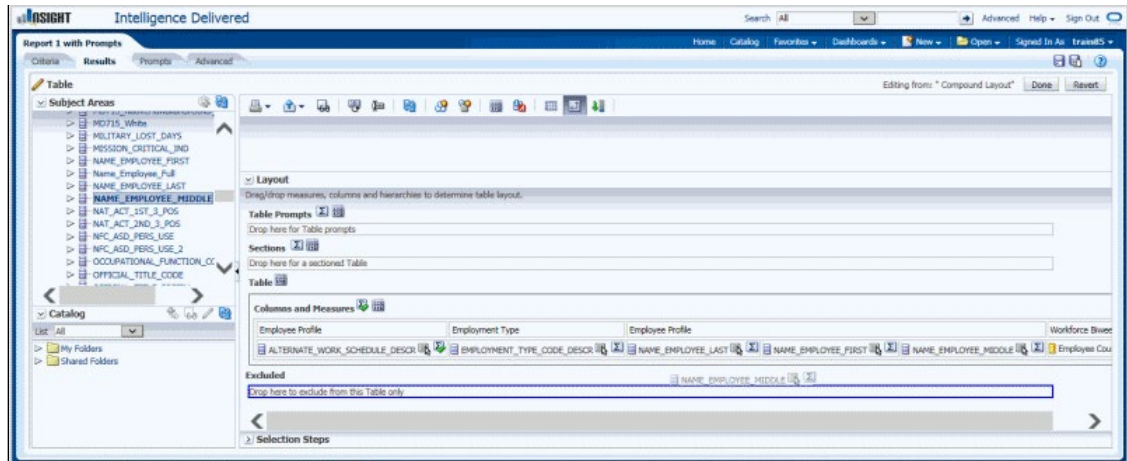 INSIGHT Intelligence Delivered Search All Advanced Help Sign Out
Report 1 with Prompts Home Catalog Favorites Dashboards New Open Signed In As train85
Criteria Results Prompts Advanced
Table Editing from: " Compound Layout" Done Revert
Subject Areas
MD715_White
MILITARY_LOST_DAYS
MISSION_CRITICAL_IND
NAME_EMPLOYEE_FIRST
Name_Employee_Full
NAME_EMPLOYEE_LAST
NAME_EMPLOYEE_MIDDLE
NAT_ACT_1ST_3_POS
NAT_ACT_2ND_3_POS
NFC_ASD_PERS_USE
NFC_ASD_PERS_USE_2
OCCUPATIONAL_FUNCTION_CC
OFFICIAL_TITLE_CODE
Catalog
List All
My Folders
Shared Folders
Layout
Drag/drop measures, columns and hierarchies to determine table layout.
Table Prompts
Drop here for Table prompts
Sections
Drop here for a sectioned Table
Table
Columns and Measures
Employee Profile Employment Type Employee Profile Workforce Biwee
ALTERNATE_WORK_SCHEDULE_DESCR EMPLOYMENT_TYPE_CODE_DESCR NAME_EMPLOYEE_LAST NAME_EMPLOYEE_FIRST NAME_EMPLOYEE_MIDDLE Employee Cou
Excluded NAME_EMPLOYEE_MIDDLE
Drop here to exclude from this Table only
Selection Steps